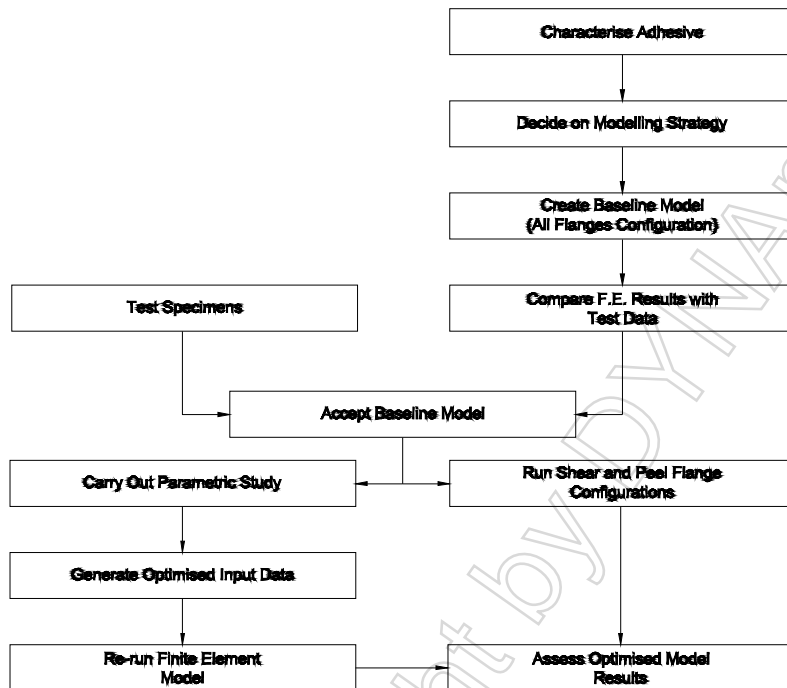 Characterise Adhesive
Decide on Modelling Strategy
Create Baseline Model
(All Flanges Configuration)
Test Specimens
Compare F.E. Results with
Test Data
Accept Baseline Model
Carry Out Parametric Study
Run Shear and Peel Flange
Configurations
Generate Optimised Input Data
Re-run Finite Element
Model
Assess Optimised Model
Results
by DYNA